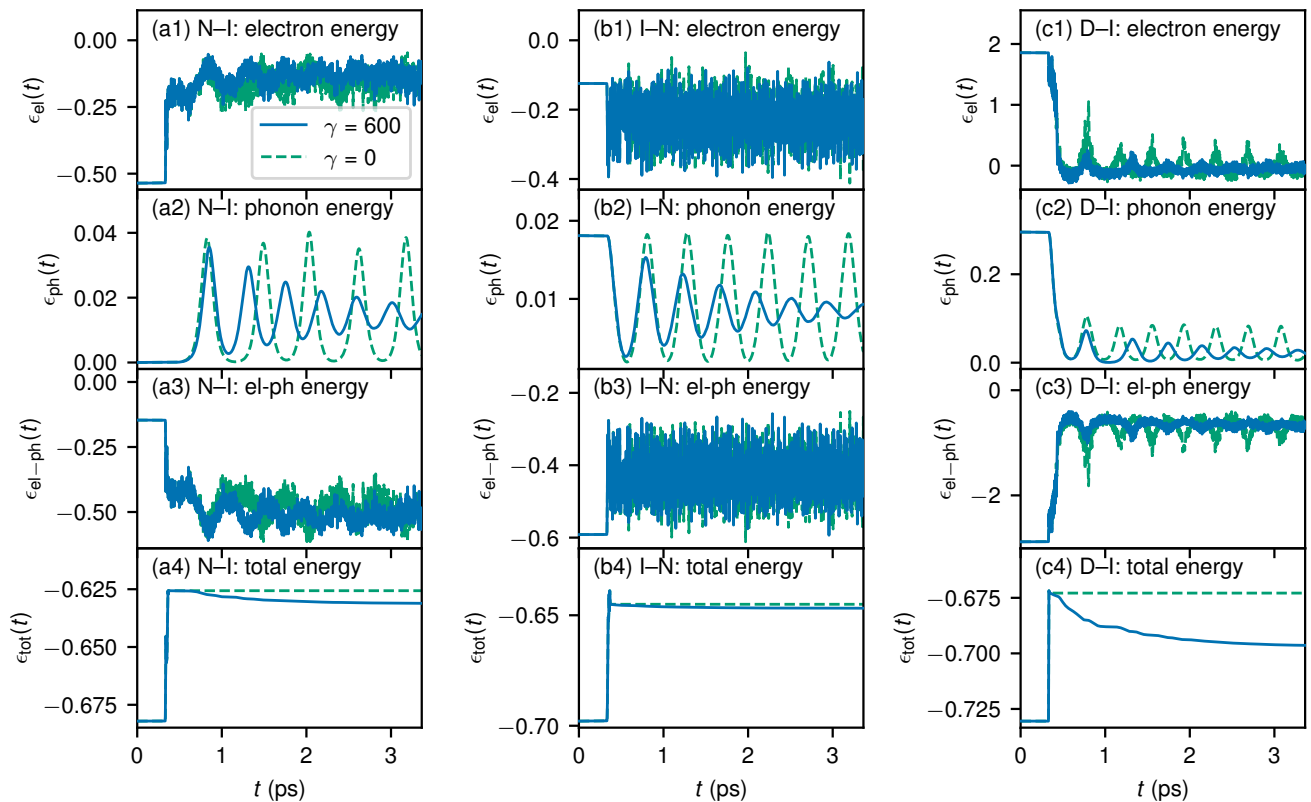 (a1) N–I: electron energy
0.00
−0.25
−0.50
ϵel(t)
γ = 600
γ = 0
(b1) I–N: electron energy
0.0
−0.2
−0.4
ϵel(t)
(c1) D–I: electron energy
2
1
0
ϵel(t)
(a2) N–I: phonon energy
0.04
0.02
0.00
ϵph(t)
(b2) I–N: phonon energy
0.02
0.01
ϵph(t)
(c2) D–I: phonon energy
0.2
0.0
ϵph(t)
(a3) N–I: el-ph energy
0.00
−0.25
−0.50
ϵel−ph(t)
(b3) I–N: el-ph energy
−0.2
−0.4
−0.6
ϵel−ph(t)
(c3) D–I: el-ph energy
0
−2
ϵel−ph(t)
(a4) N–I: total energy
−0.625
−0.650
−0.675
ϵtot(t)
0 1 2 3
t (ps)
(b4) I–N: total energy
−0.65
−0.70
ϵtot(t)
0 1 2 3
t (ps)
(c4) D–I: total energy
−0.675
−0.700
−0.725
ϵtot(t)
0 1 2 3
t (ps)